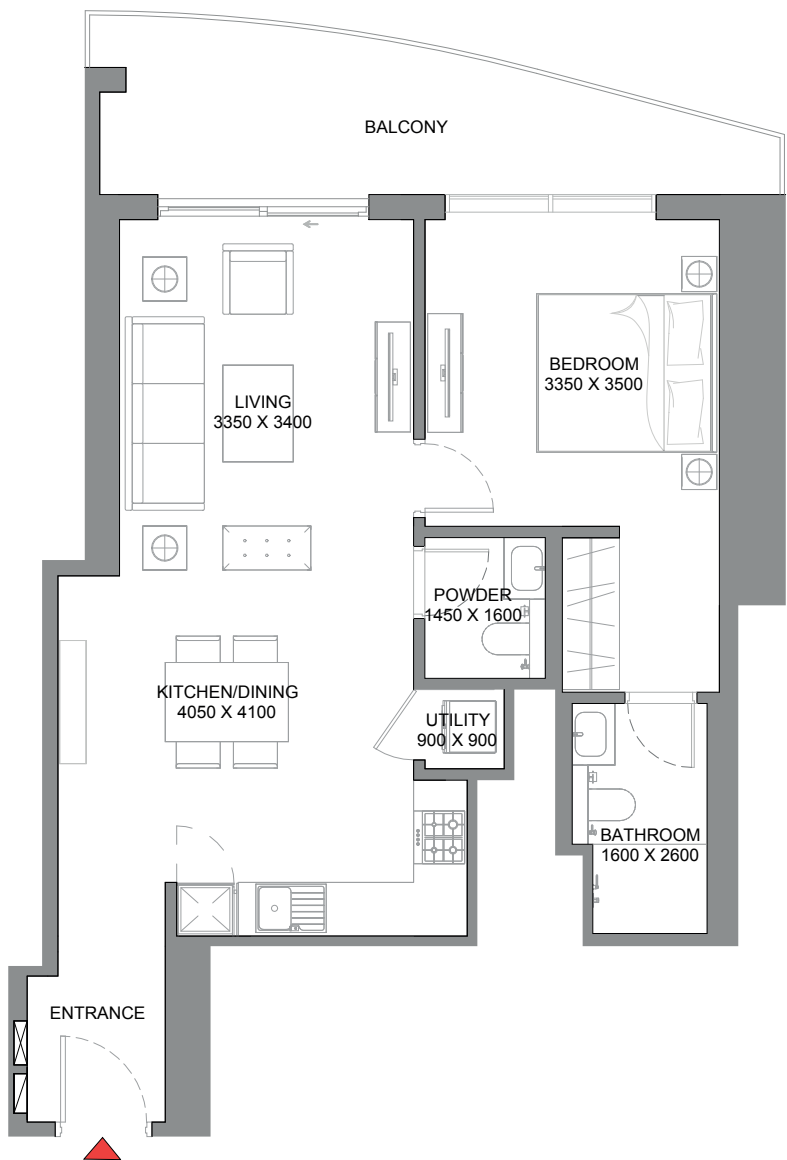 BALCONY
BEDROOM
3350 X 3500
LIVING
3350 X 3400
POWDER
1450 X 1600
KITCHEN/DINING
4050 X 4100
UTILITY
900 X 900
BATHROOM
1600 X 2600
ENTRANCE